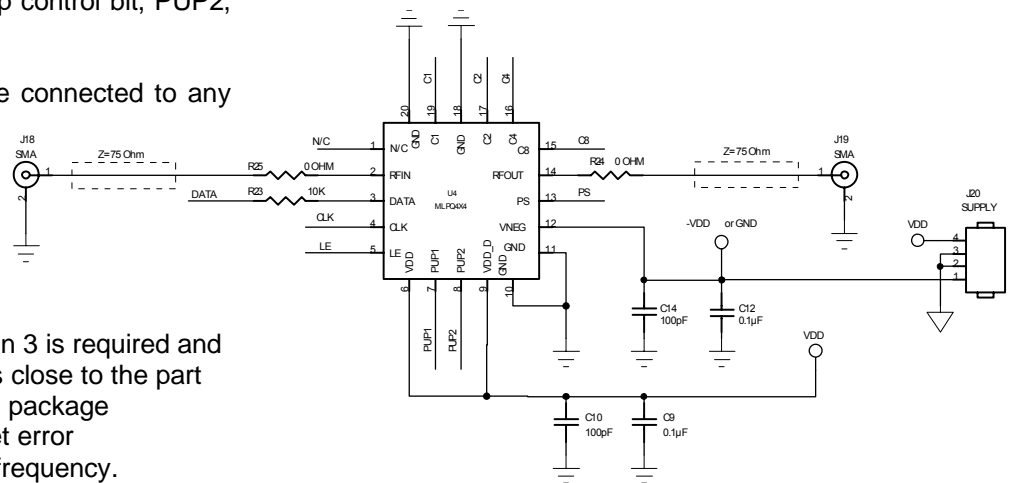 p control bit, PUP2,
e connected to any
n 3 is required and
s close to the part
package
et error
frequency.
J18
SMA
1
2
Z=75 Ohm
R25 0 OHM
DATA R23 10K
N/C
CLK
LE
20 19 18 17 16
C1 C2 C4
GND C1 GND C2 C4
1 N/C
2 RFIN
3 DATA
4 CLK
5 LE
U4
MLPQ4X4
C8 15 C8
RFOUT 14
PS 13 PS
VNEG 12
GND 11
VDD PUP1 PUP2 VDD_D GND
6 7 8 9 10
PUP1 PUP2
R24 0 OHM
Z=75 Ohm
J19
SMA
1
2
-VDD or GND
J20
SUPPLY
VDD
4
3
2
1
C14
100pF
C12
0.1µF
VDD
C10
100pF
C9
0.1µF